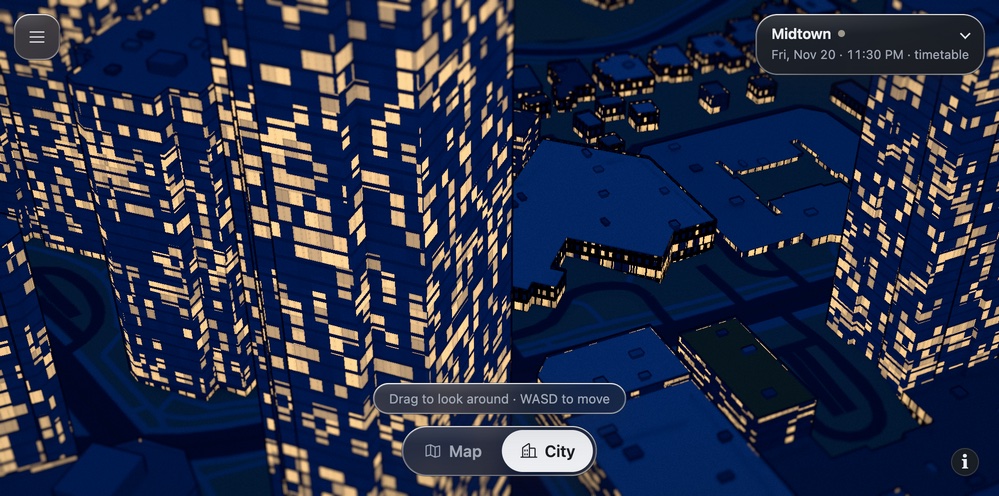 Midtown
Fri, Nov 20 · 11:30 PM · timetable
Drag to look around · WASD to move
Map
City
i